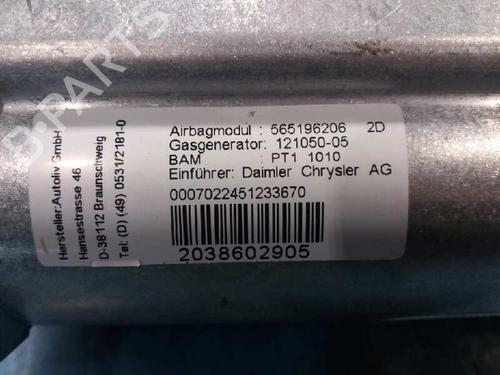 Hersteller:Autoliv GmbH
Hansestrasse 46
D-38112 Braunschweig
Tel: (D) (49) 0531/2181-0
Airbagmodul : 565196206 2D
Gasgenerator: 121050-05
BAM : PT1 1010
Einführer: Daimler Chrysler AG
0007022451233670
2038602905
B-PARTS